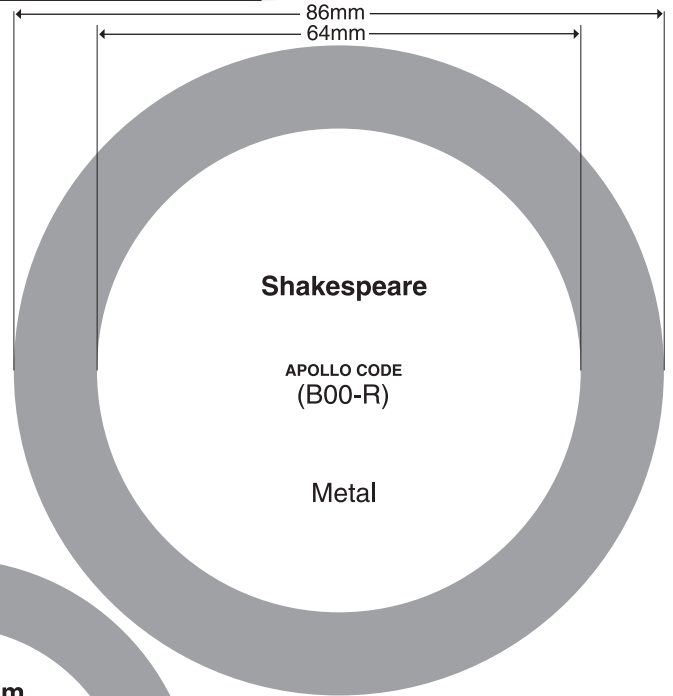 86mm
64mm
Shakespeare
APOLLO CODE
(B00-R)
Metal
m